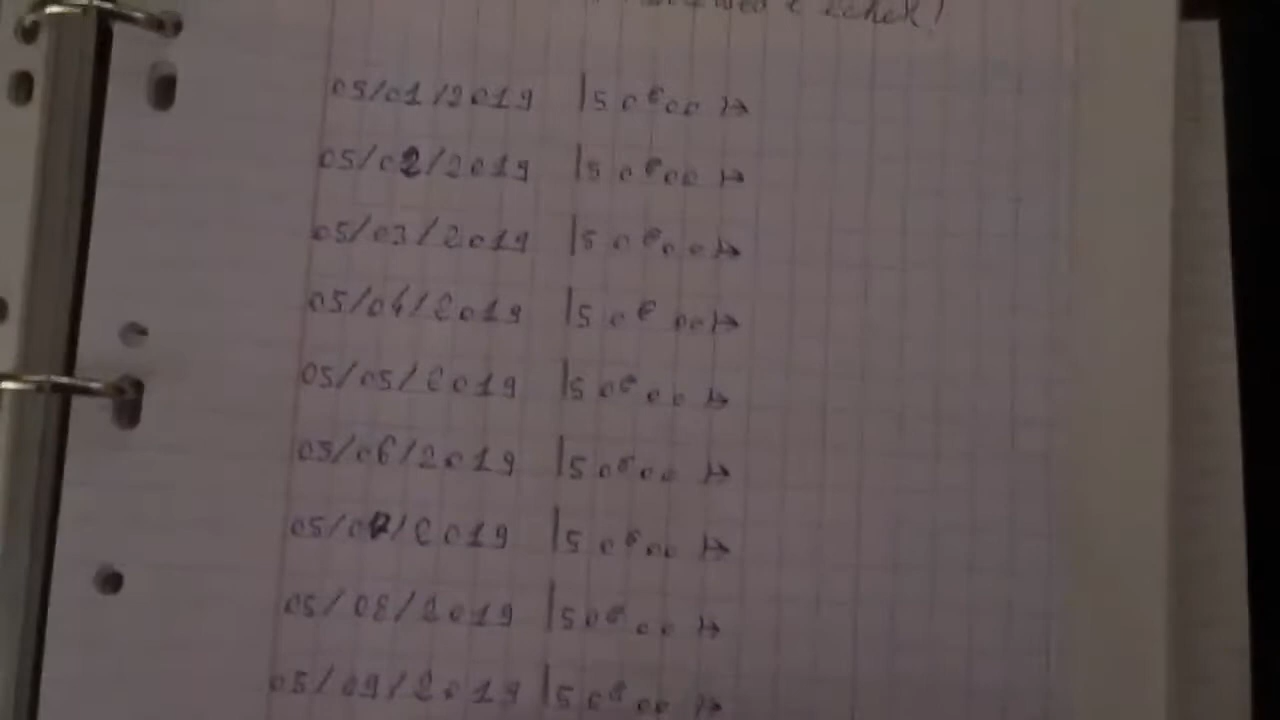 05/01/2019 |50€00 ↦
05/02/2019 |50€00 ↦
05/03/2019 |50€00 ↦
05/04/2019 |50€00 ↦
05/05/2019 |50€00 ↦
05/06/2019 |50€00 ↦
05/07/2019 |50€00 ↦
05/08/2019 |50€00 ↦
05/09/2019 |50€00 ↦